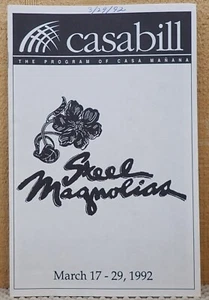 3/29/92
casabill
THE PROGRAM OF CASA MAÑANA
Steel
Magnolias
March 17 - 29, 1992